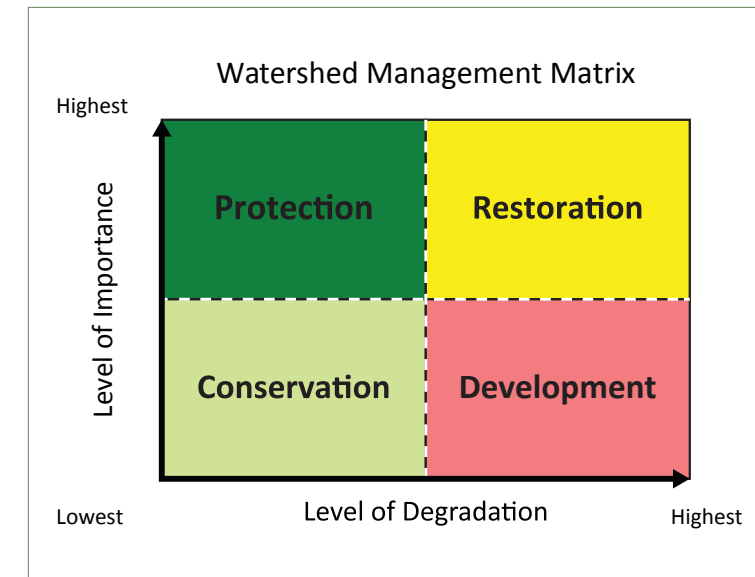 Watershed Management Matrix
Highest
Level of Importance
Protection
Restoration
Conservation
Development
Lowest
Level of Degradation
Highest